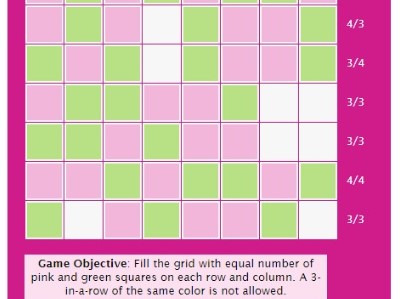 4/3
3/4
3/3
3/3
4/4
3/3
Game Objective: Fill the grid with equal number of
pink and green squares on each row and column. A 3-
in-a-row of the same color is not allowed.